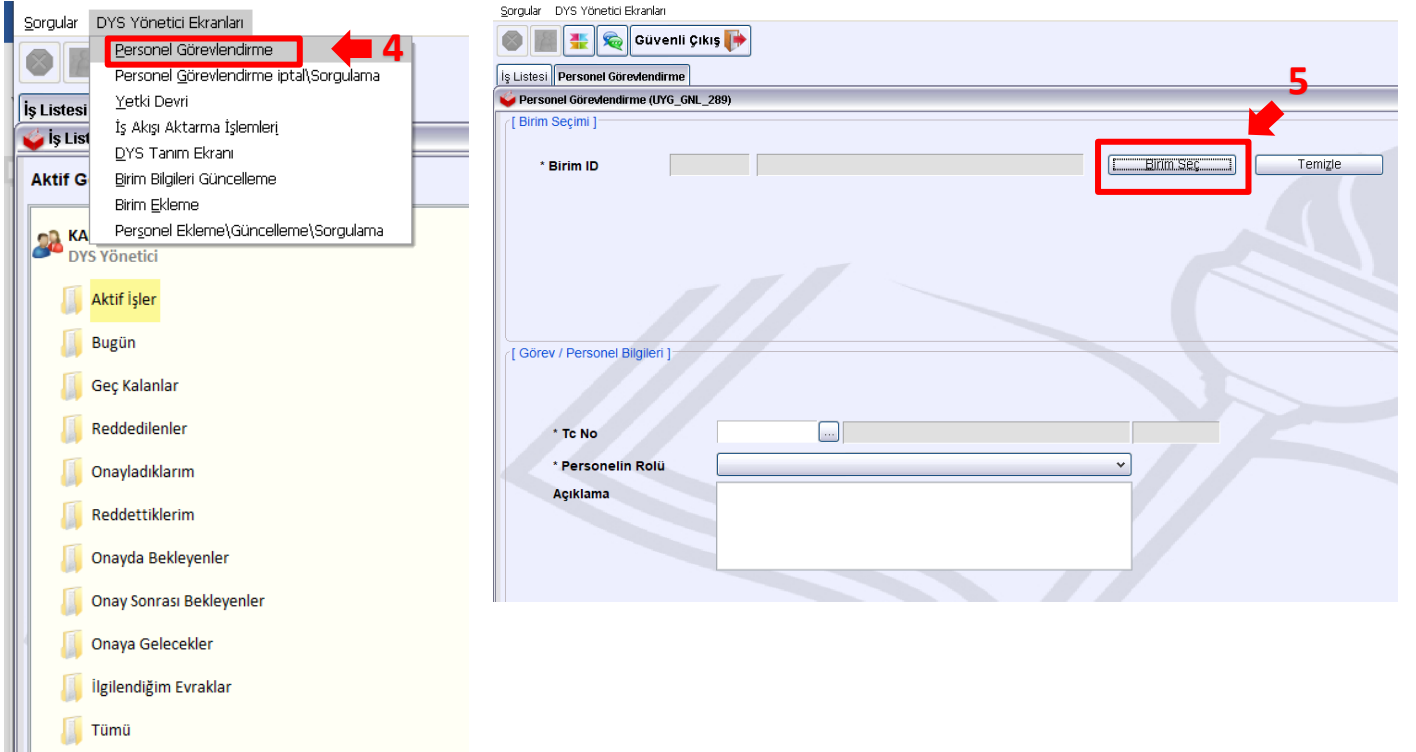 Sorgular DYS Yönetici Ekranları
Personel Görevlendirme
4
Personel Görevlendirme iptal\Sorgulama
Yetki Devri
İş Akışı Aktarma İşlemleri
DYS Tanım Ekranı
Birim Bilgileri Güncelleme
Birim Ekleme
Personel Ekleme\Güncelleme\Sorgulama
İş Listesi
İş List
Aktif G
KA
DYS Yönetici
Aktif İşler
Bugün
Geç Kalanlar
Reddedilenler
Onayladıklarım
Reddettiklerim
Onayda Bekleyenler
Onay Sonrası Bekleyenler
Onaya Gelecekler
İlgilendiğim Evraklar
Tümü
Sorgular DYS Yönetici Ekranları
Güvenli Çıkış
İş Listesi Personel Görevlendirme
Personel Görevlendirme (UYG_GNL_289)
5
[ Birim Seçimi ]
* Birim ID Birim Seç Temizle
[ Görev / Personel Bilgileri ]
* Tc No ...
* Personelin Rolü
Açıklama